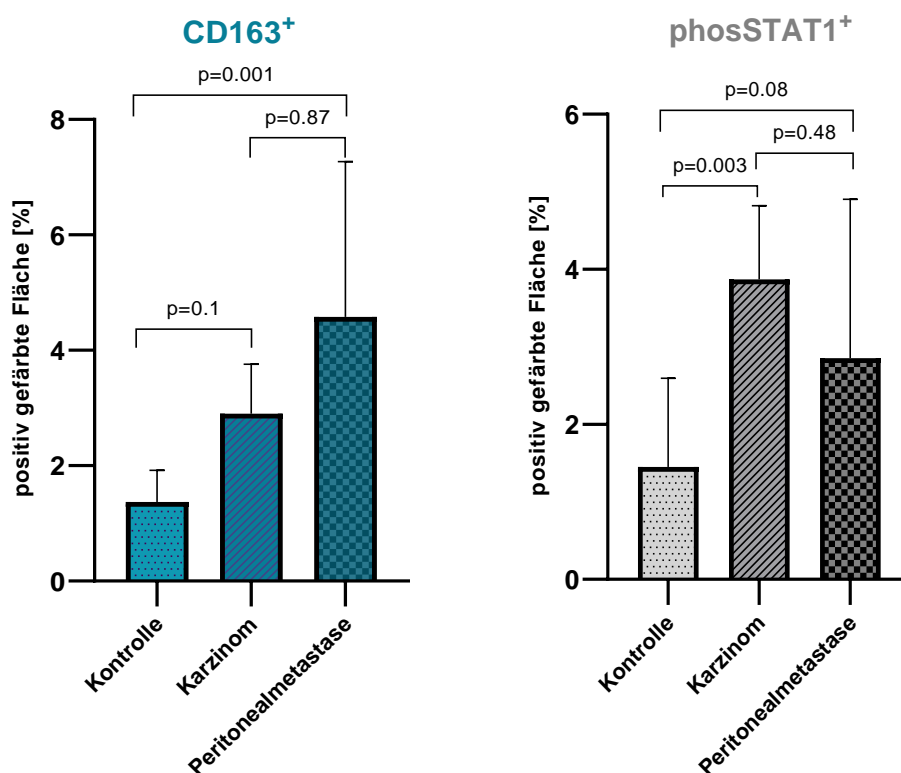 CD163⁺
p=0.001
p=0.87
p=0.1
positiv gefärbte Fläche [%]
8
6
4
2
0
Kontrolle
Karzinom
Peritonealmetastase
phosSTAT1⁺
p=0.08
p=0.48
p=0.003
positiv gefärbte Fläche [%]
6
4
2
0
Kontrolle
Karzinom
Peritonealmetastase